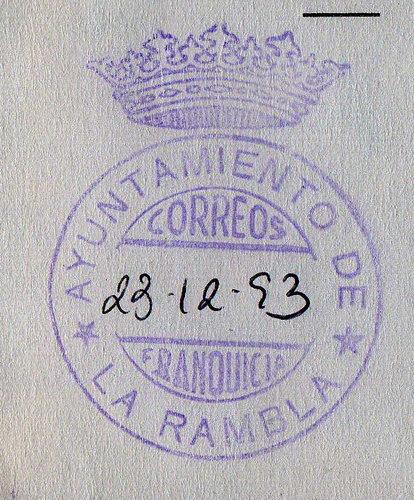 AYUNTAMIENTO DE
CORREOS
23-12-93
FRANQUICIA
LA RAMBLA